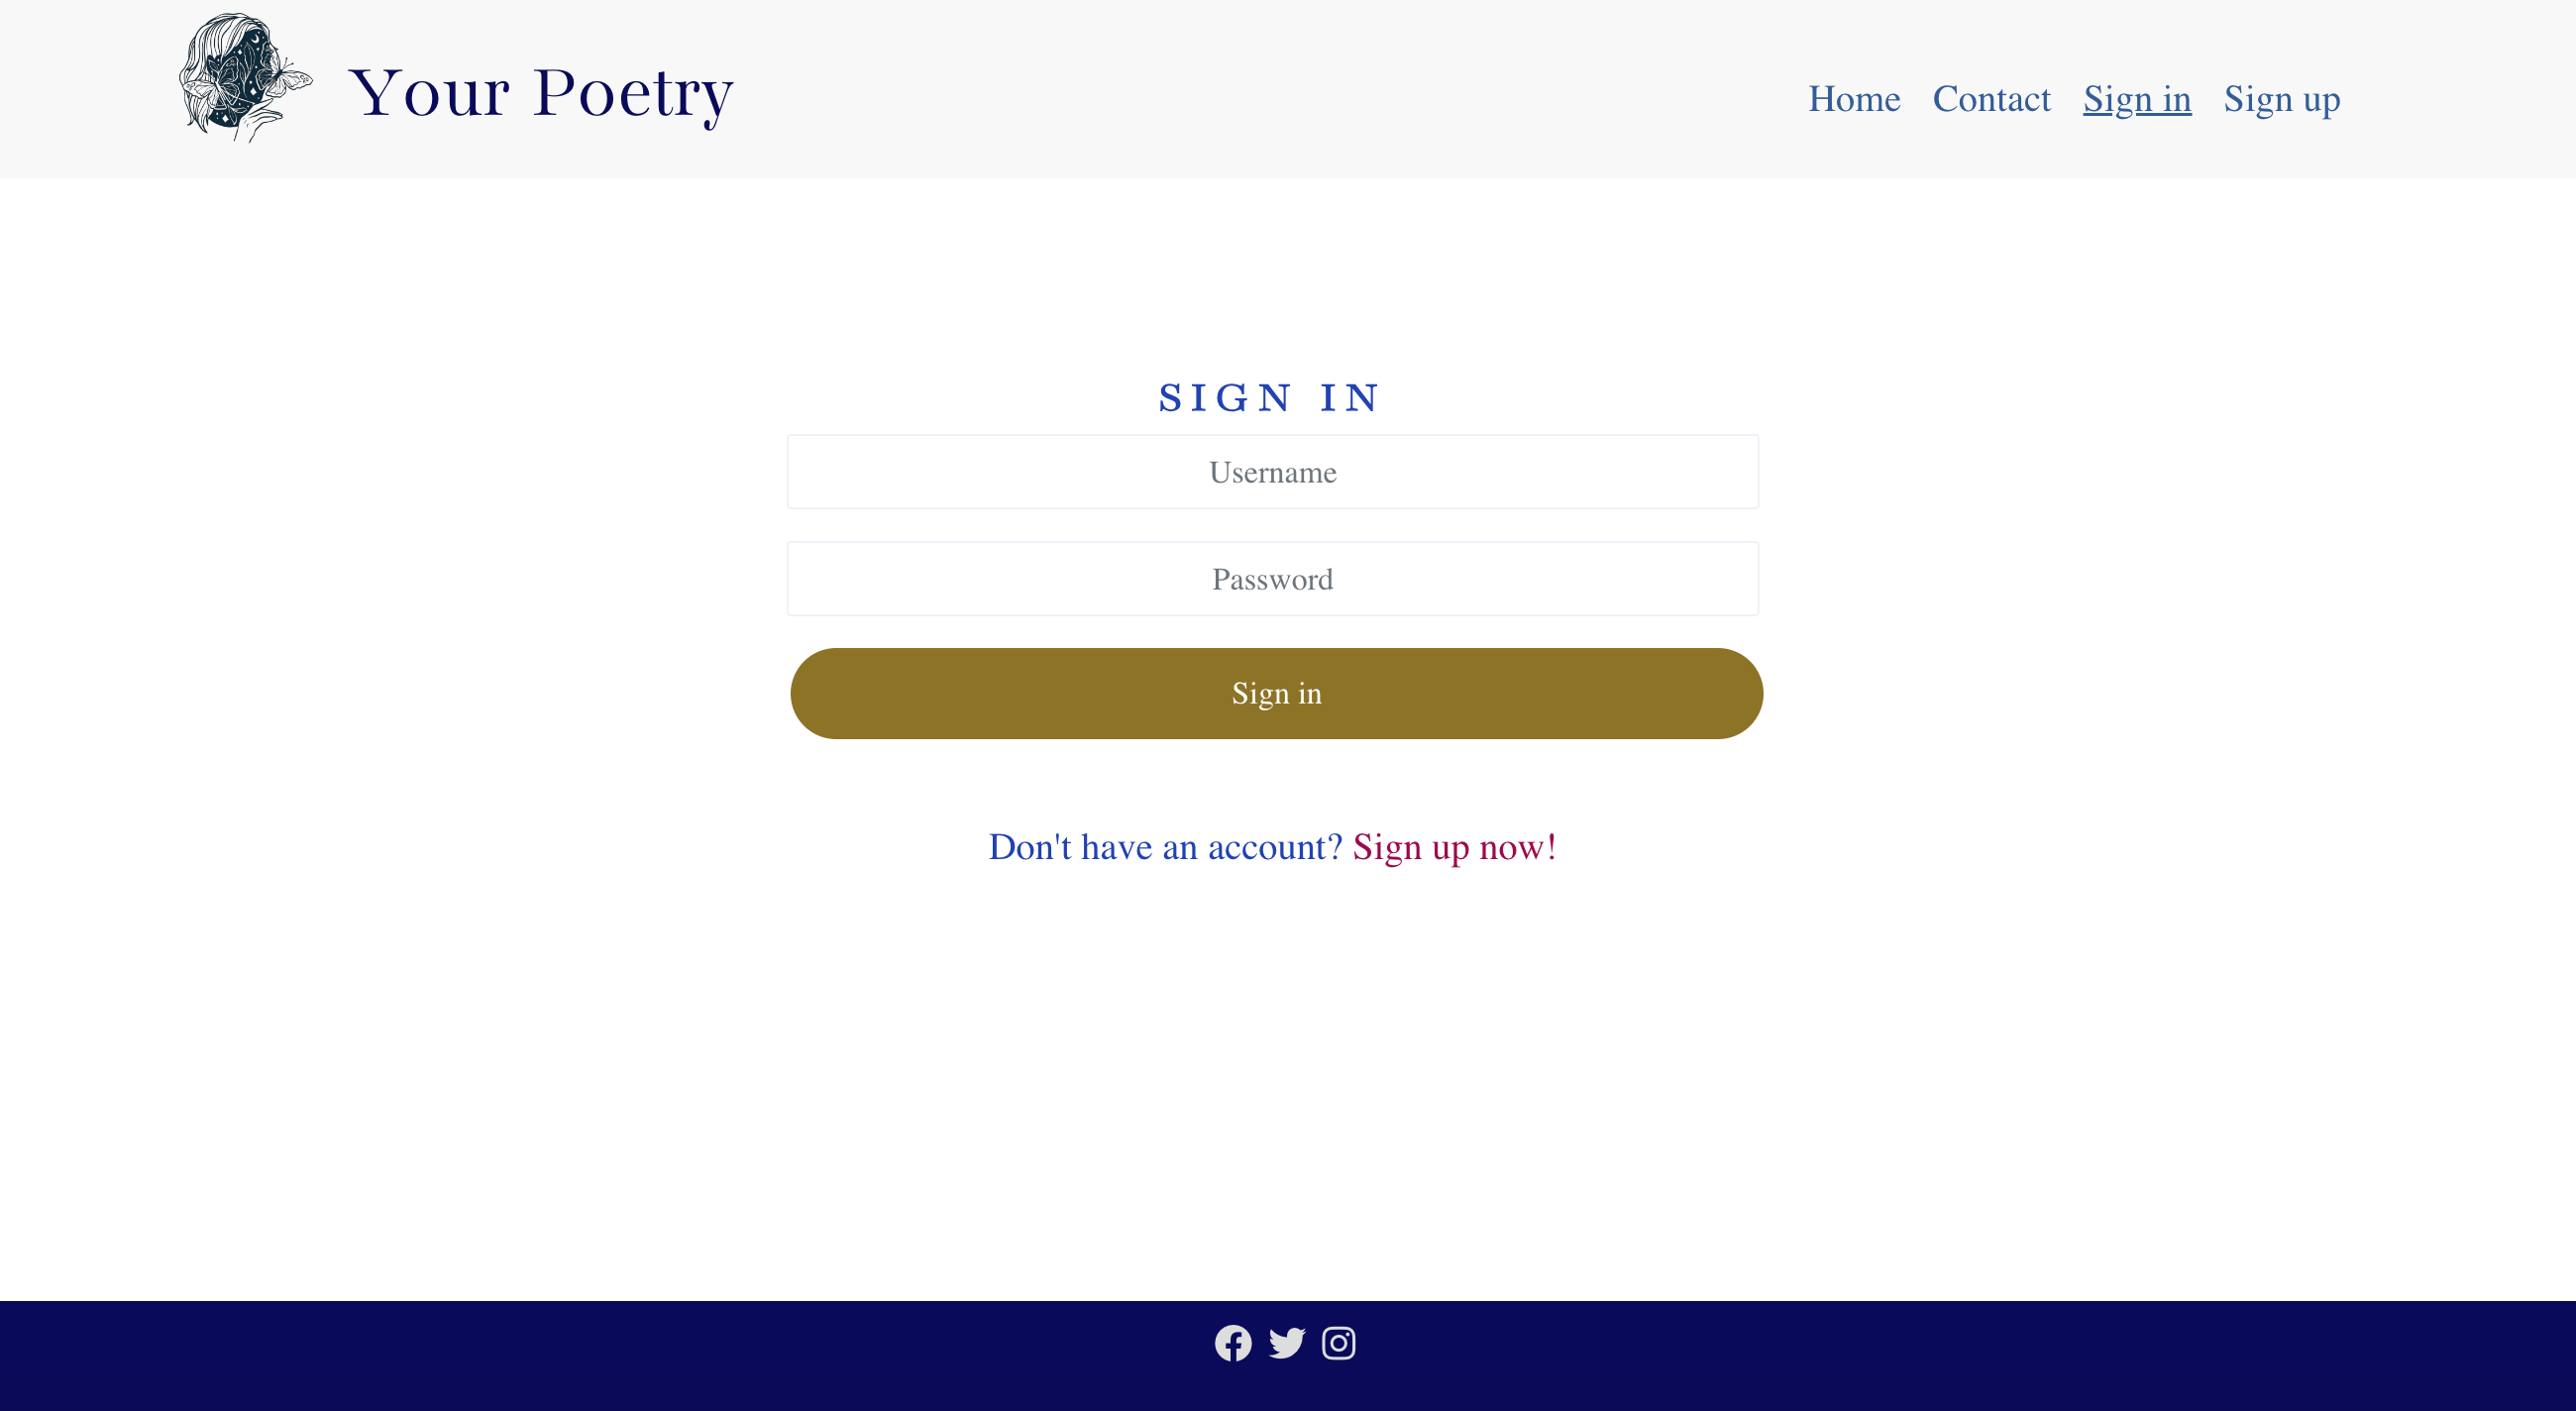 Your Poetry
Home Contact Sign in Sign up
SIGN IN
Username
Password
Sign in
Don't have an account? Sign up now!